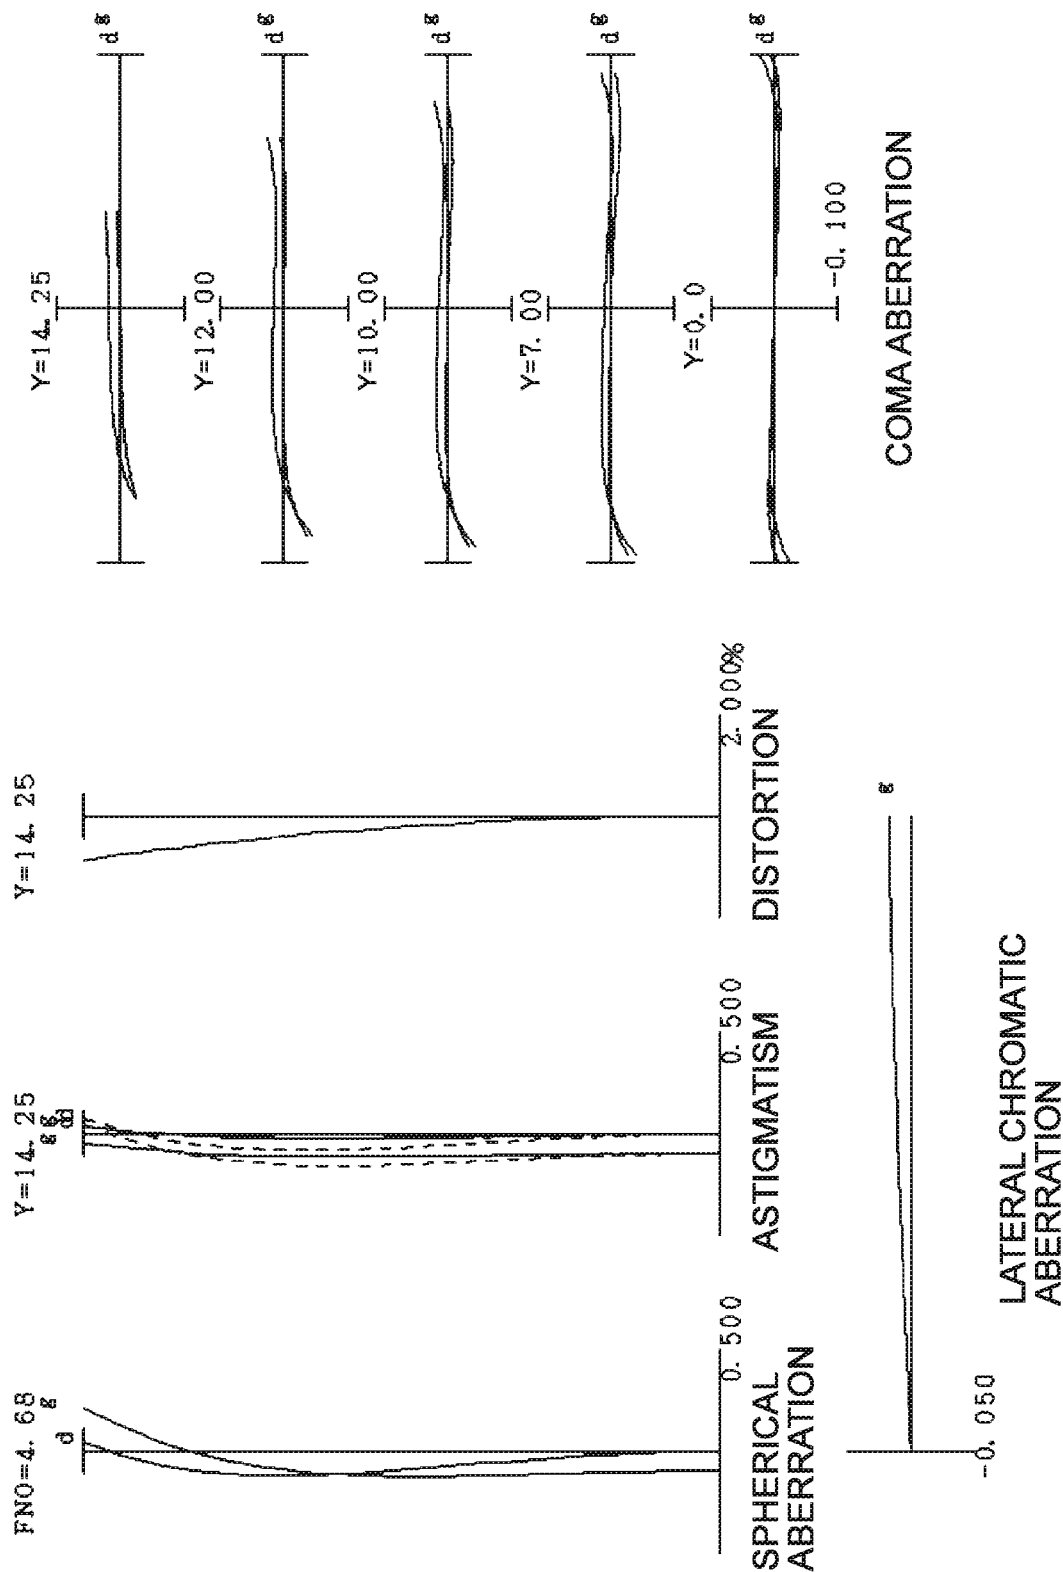 FNO=4. 68
d
g
0. 500
SPHERICAL
ABERRATION
Y=14. 25
g
g
d
d
0. 500
ASTIGMATISM
Y=14. 25
2. 000%
DISTORTION
g
-0. 050
LATERAL CHROMATIC
ABERRATION
Y=14. 25
d
g
Y=12. 00
d
g
Y=10. 00
d
g
Y=7. 00
d
g
Y=0. 0
d
g
-0. 100
COMA ABERRATION